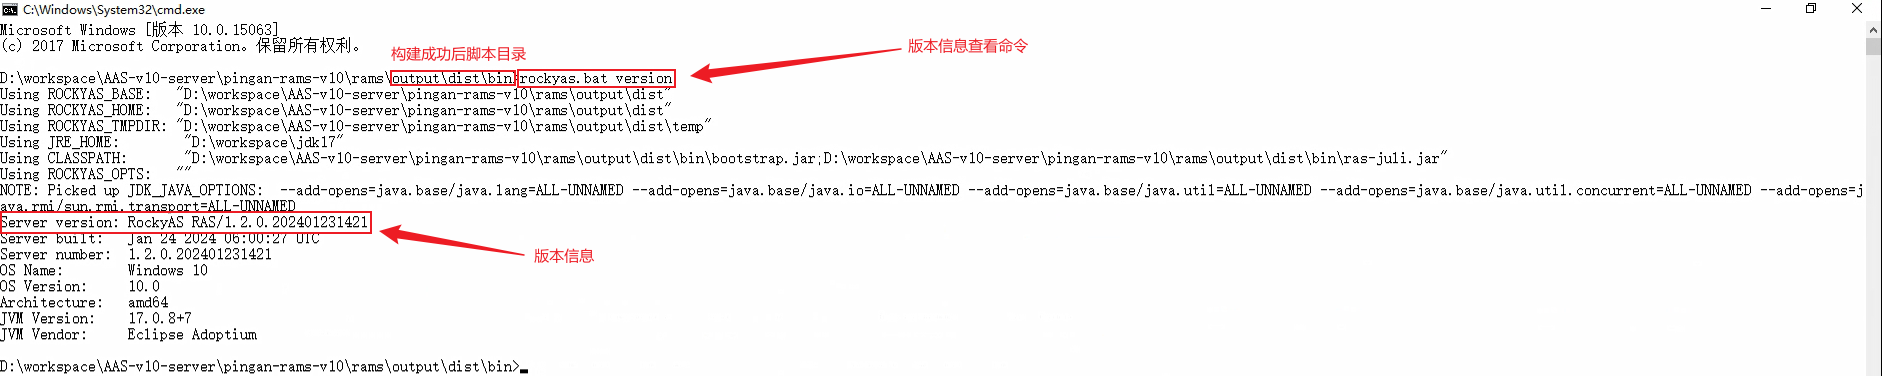 C:\Windows\System32\cmd.exe
Microsoft Windows [版本 10.0.15063]
(c) 2017 Microsoft Corporation。保留所有权利。
构建成功后脚本目录
版本信息查看命令
D:\workspace\AAS-v10-server\pingan-rams-v10\rams\output\dist\bin>rockyas.bat version
Using ROCKYAS_BASE:   "D:\workspace\AAS-v10-server\pingan-rams-v10\rams\output\dist"
Using ROCKYAS_HOME:   "D:\workspace\AAS-v10-server\pingan-rams-v10\rams\output\dist"
Using ROCKYAS_TMPDIR: "D:\workspace\AAS-v10-server\pingan-rams-v10\rams\output\dist\temp"
Using JRE_HOME:        "D:\workspace\jdk17"
Using CLASSPATH:       "D:\workspace\AAS-v10-server\pingan-rams-v10\rams\output\dist\bin\bootstrap.jar;D:\workspace\AAS-v10-server\pingan-rams-v10\rams\output\dist\bin\ras-juli.jar"
Using ROCKYAS_OPTS:   ""
NOTE: Picked up JDK_JAVA_OPTIONS:  --add-opens=java.base/java.lang=ALL-UNNAMED --add-opens=java.base/java.io=ALL-UNNAMED --add-opens=java.base/java.util=ALL-UNNAMED --add-opens=java.base/java.util.concurrent=ALL-UNNAMED --add-opens=j
ava.rmi/sun.rmi.transport=ALL-UNNAMED
Server version: RockyAS RAS/1.2.0.202401231421
Server built:   Jan 24 2024 06:00:27 UTC
Server number:  1.2.0.202401231421
版本信息
OS Name:        Windows 10
OS Version:     10.0
Architecture:   amd64
JVM Version:    17.0.8+7
JVM Vendor:     Eclipse Adoptium
D:\workspace\AAS-v10-server\pingan-rams-v10\rams\output\dist\bin>